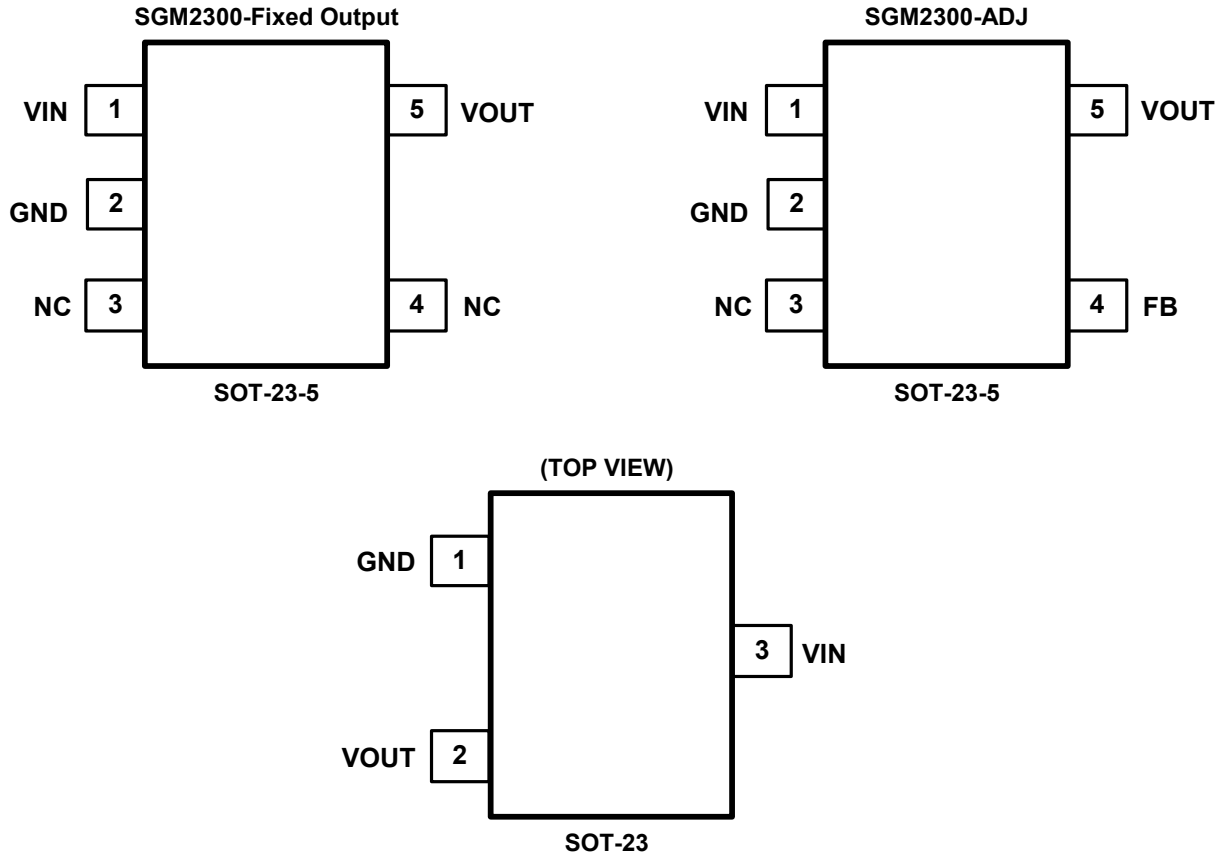 SGM2300-Fixed Output
VIN 1 5 VOUT
GND 2
NC 3 4 NC
SOT-23-5
SGM2300-ADJ
VIN 1 5 VOUT
GND 2
NC 3 4 FB
SOT-23-5
(TOP VIEW)
GND 1
3 VIN
VOUT 2
SOT-23